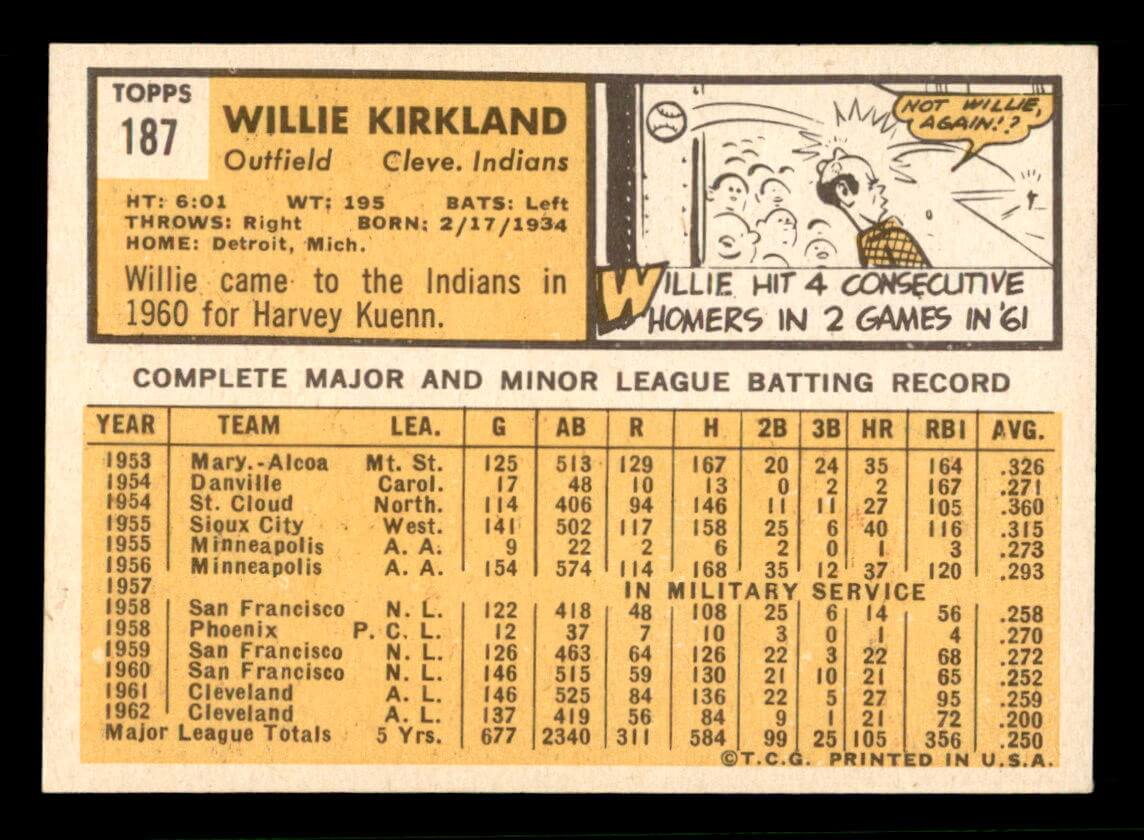 TOPPS
187
WILLIE KIRKLAND
Outfield Cleve. Indians
HT: 6:01 WT: 195 BATS: Left
THROWS: Right BORN: 2/17/1934
HOME: Detroit, Mich.
Willie came to the Indians in
1960 for Harvey Kuenn.
NOT WILLIE,
AGAIN!?
WILLIE HIT 4 CONSECUTIVE
HOMERS IN 2 GAMES IN '61
COMPLETE MAJOR AND MINOR LEAGUE BATTING RECORD
YEAR TEAM LEA. G AB R H 2B 3B HR RBI AVG.
1953 Mary.-Alcoa Mt. St. 125 513 129 167 20 24 35 164 .326
1954 Danville Carol. 17 48 10 13 0 2 2 167 .271
1954 St. Cloud North. 114 406 94 146 11 11 27 105 .360
1955 Sioux City West. 141 502 117 158 25 6 40 116 .315
1955 Minneapolis A. A. 9 22 2 6 2 0 1 3 .273
1956 Minneapolis A. A. 154 574 114 168 35 12 37 120 .293
1957 IN MILITARY SERVICE
1958 San Francisco N. L. 122 418 48 108 25 6 14 56 .258
1958 Phoenix P. C. L. 12 37 7 10 3 0 1 4 .270
1959 San Francisco N. L. 126 463 64 126 22 3 22 68 .272
1960 San Francisco N. L. 146 515 59 130 21 10 21 65 .252
1961 Cleveland A. L. 146 525 84 136 22 5 27 95 .259
1962 Cleveland A. L. 137 419 56 84 9 1 21 72 .200
Major League Totals 5 Yrs. 677 2340 311 584 99 25 105 356 .250
©T.C.G. PRINTED IN U.S.A.